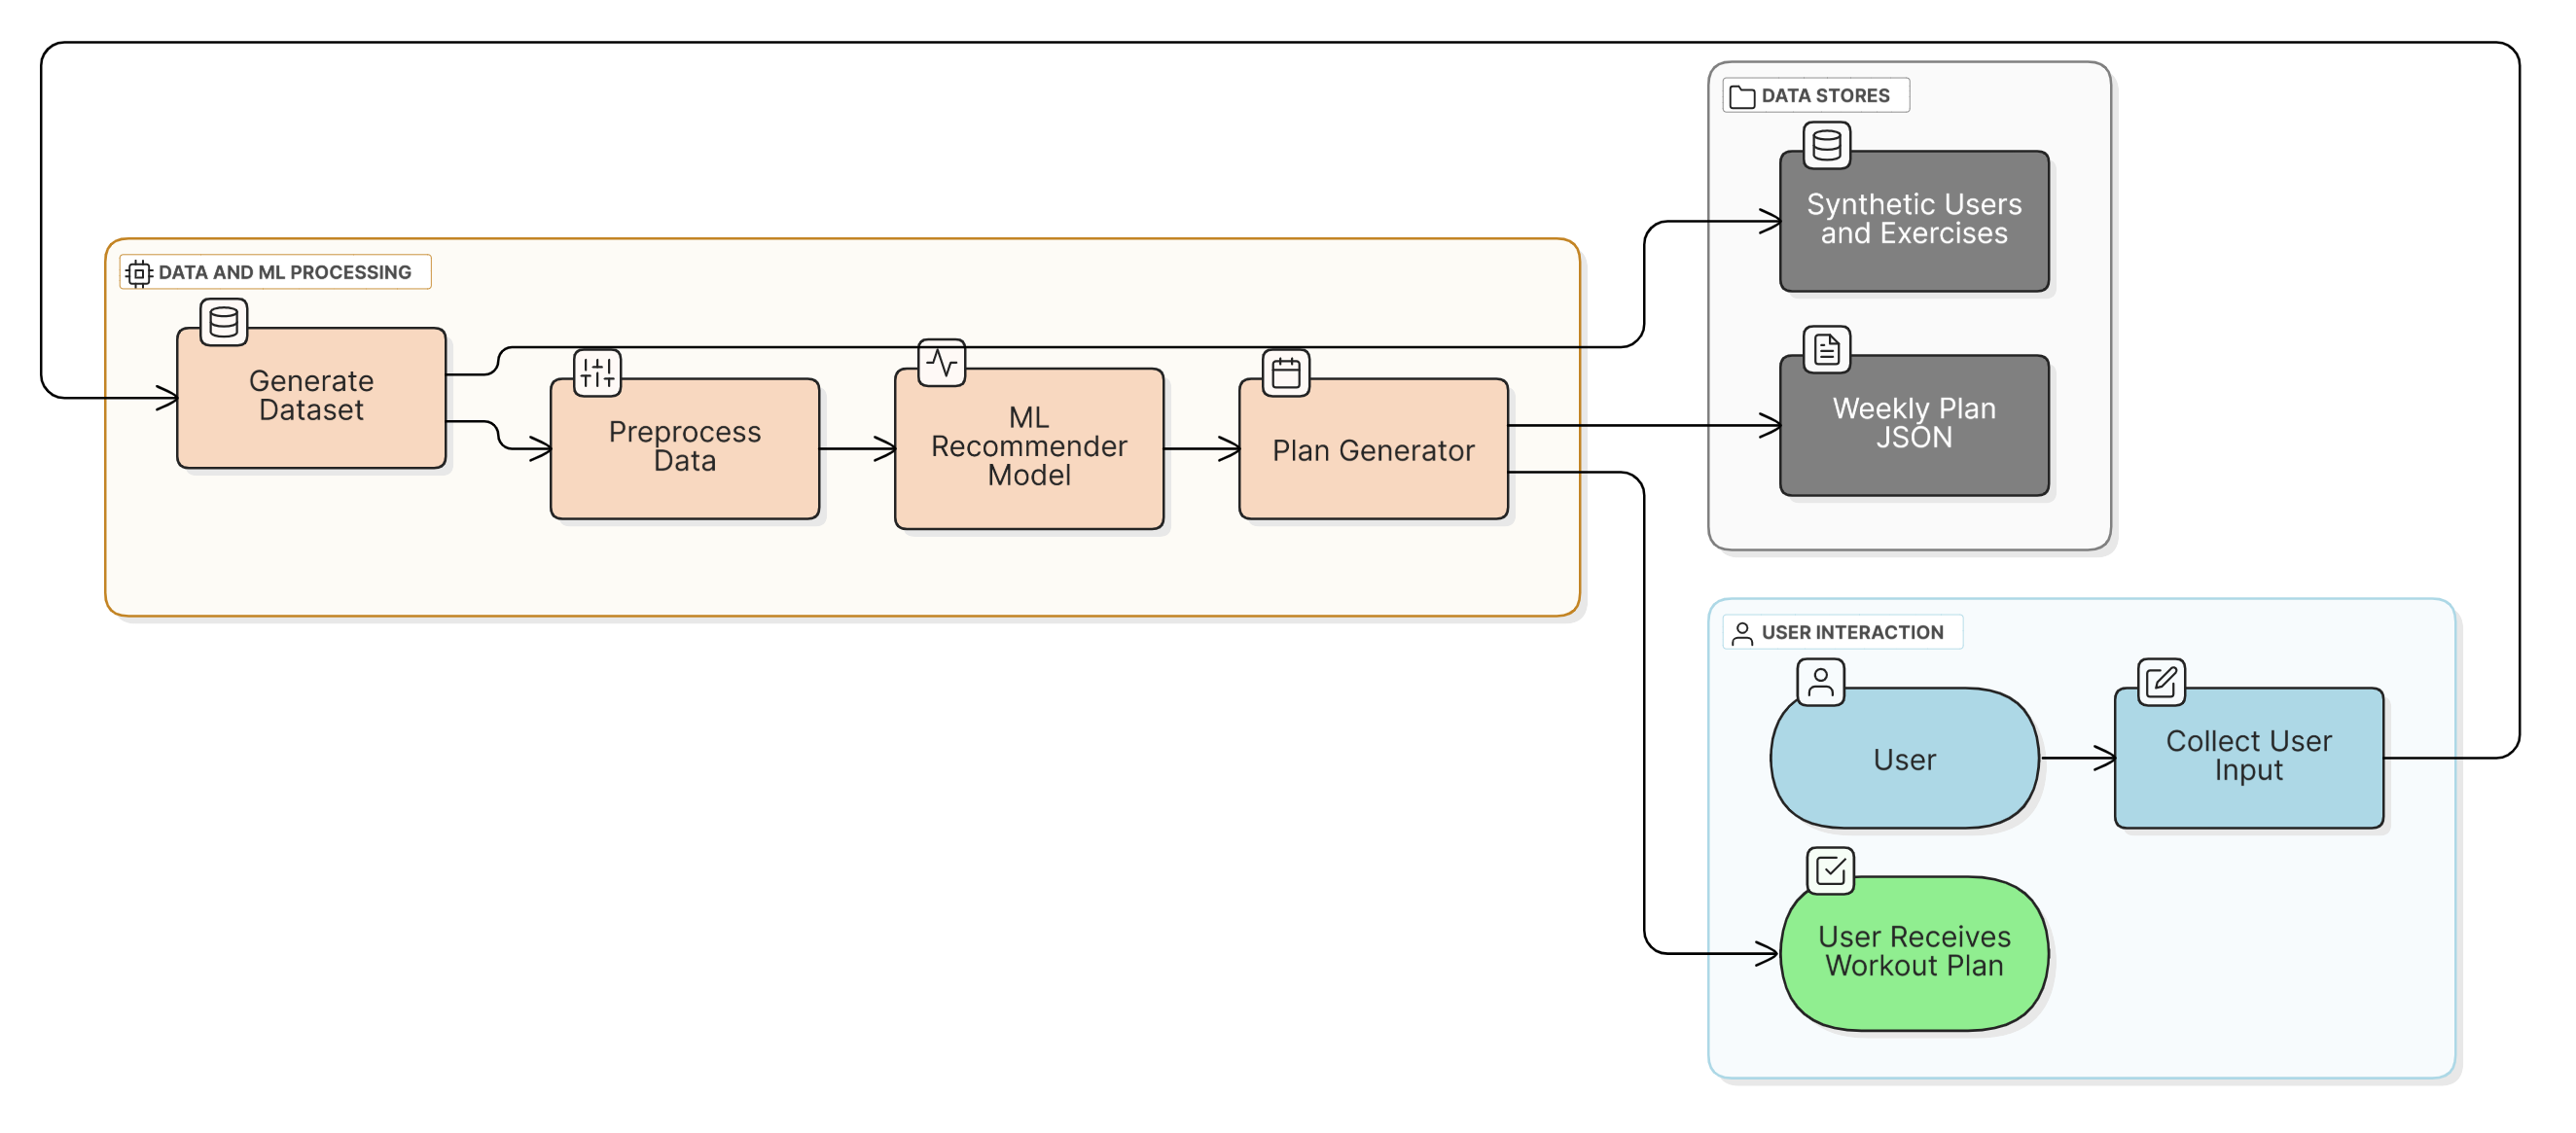 DATA STORES
Synthetic Users
and Exercises
DATA AND ML PROCESSING
Generate
Dataset
Preprocess
Data
ML
Recommender
Model
Plan Generator
Weekly Plan
JSON
USER INTERACTION
User
Collect User
Input
User Receives
Workout Plan